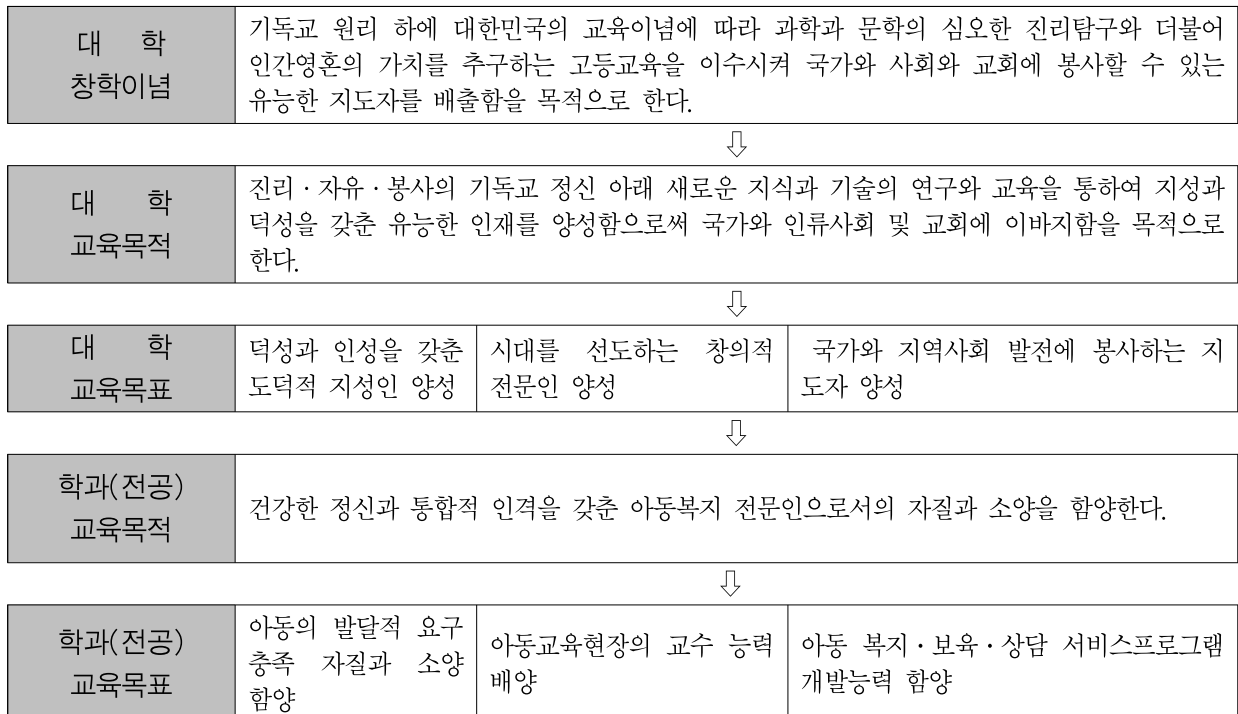 대 학
창학이념
기독교 원리 하에 대한민국의 교육이념에 따라 과학과 문학의 심오한 진리탐구와 더불어
인간영혼의 가치를 추구하는 고등교육을 이수시켜 국가와 사회와 교회에 봉사할 수 있는
유능한 지도자를 배출함을 목적으로 한다.
⇩
대 학
교육목적
진리·자유·봉사의 기독교 정신 아래 새로운 지식과 기술의 연구와 교육을 통하여 지성과
덕성을 갖춘 유능한 인재를 양성함으로써 국가와 인류사회 및 교회에 이바지함을 목적으로
한다.
⇩
대 학
교육목표
덕성과 인성을 갖춘
도덕적 지성인 양성
시대를 선도하는 창의적
전문인 양성
국가와 지역사회 발전에 봉사하는 지
도자 양성
⇩
학과(전공)
교육목적
건강한 정신과 통합적 인격을 갖춘 아동복지 전문인으로서의 자질과 소양을 함양한다.
⇩
학과(전공)
교육목표
아동의 발달적 요구
충족 자질과 소양
함양
아동교육현장의 교수 능력
배양
아동 복지·보육·상담 서비스프로그램
개발능력 함양